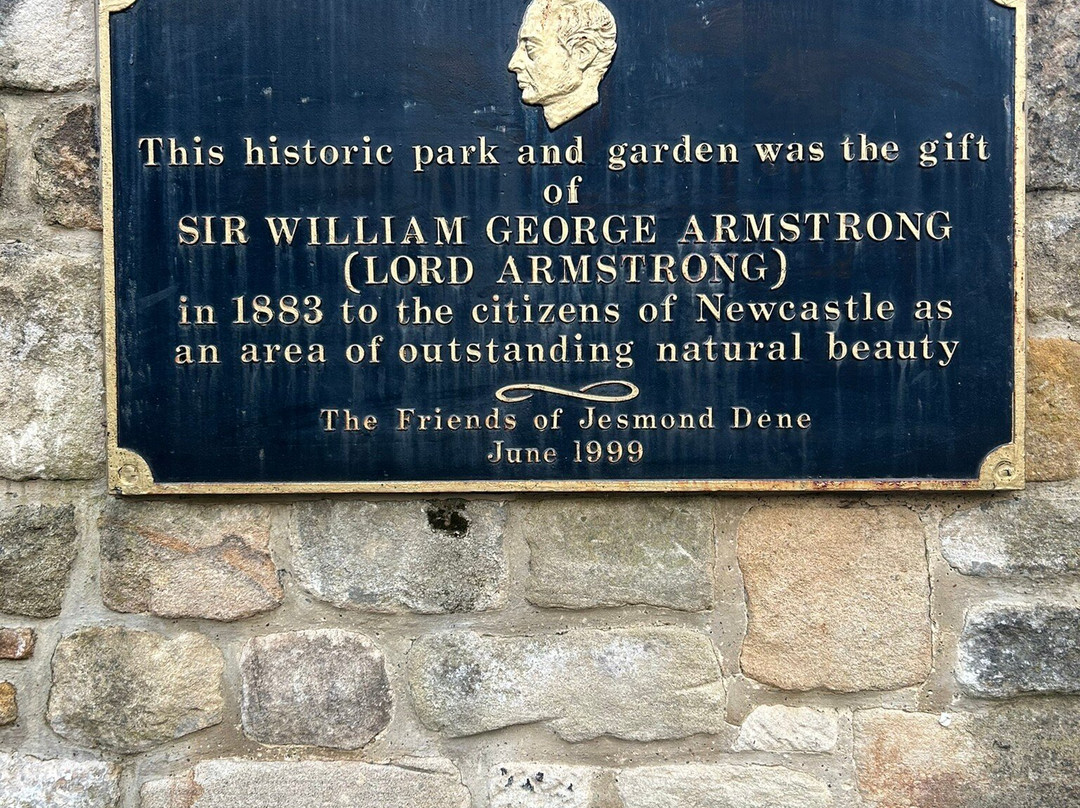 This historic park and garden was the gift
of
SIR WILLIAM GEORGE ARMSTRONG
(LORD ARMSTRONG)
in 1883 to the citizens of Newcastle as
an area of outstanding natural beauty
The Friends of Jesmond Dene
June 1999